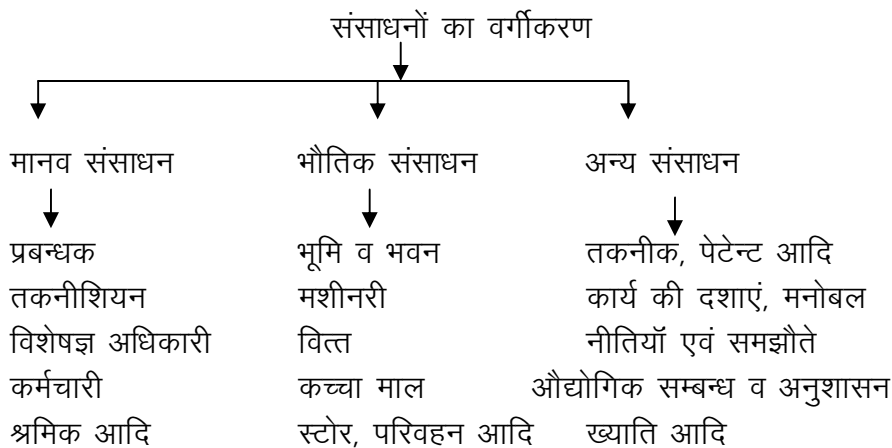 संसाधनों का वर्गीकरण
मानव संसाधन भौतिक संसाधन अन्य संसाधन
प्रबन्धक भूमि व भवन तकनीक, पेटेन्ट आदि
तकनीशियन मशीनरी कार्य की दशाएं, मनोबल
विशेषज्ञ अधिकारी वित्त नीतियॉ एवं समझौते
कर्मचारी कच्चा माल औद्योगिक सम्बन्ध व अनुशासन
श्रमिक आदि स्टोर, परिवहन आदि ख्याति आदि